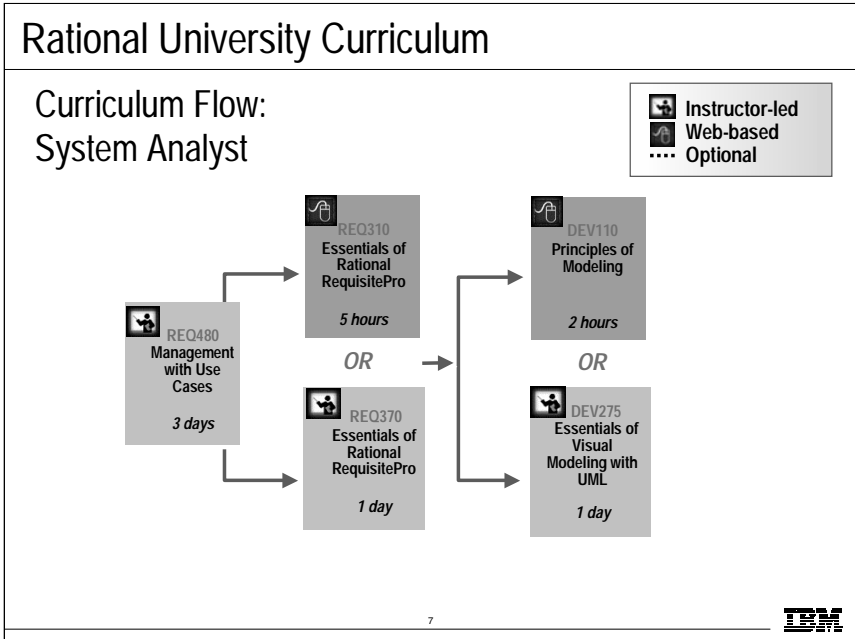 Rational University Curriculum
Curriculum Flow:
System Analyst
Instructor-led
Web-based
Optional
REQ480
Management
with Use
Cases
3 days
REQ310
Essentials of
Rational
RequisitePro
5 hours
OR
REQ370
Essentials of
Rational
RequisitePro
1 day
DEV110
Principles of
Modeling
2 hours
OR
DEV275
Essentials of
Visual
Modeling with
UML
1 day
7
IBM